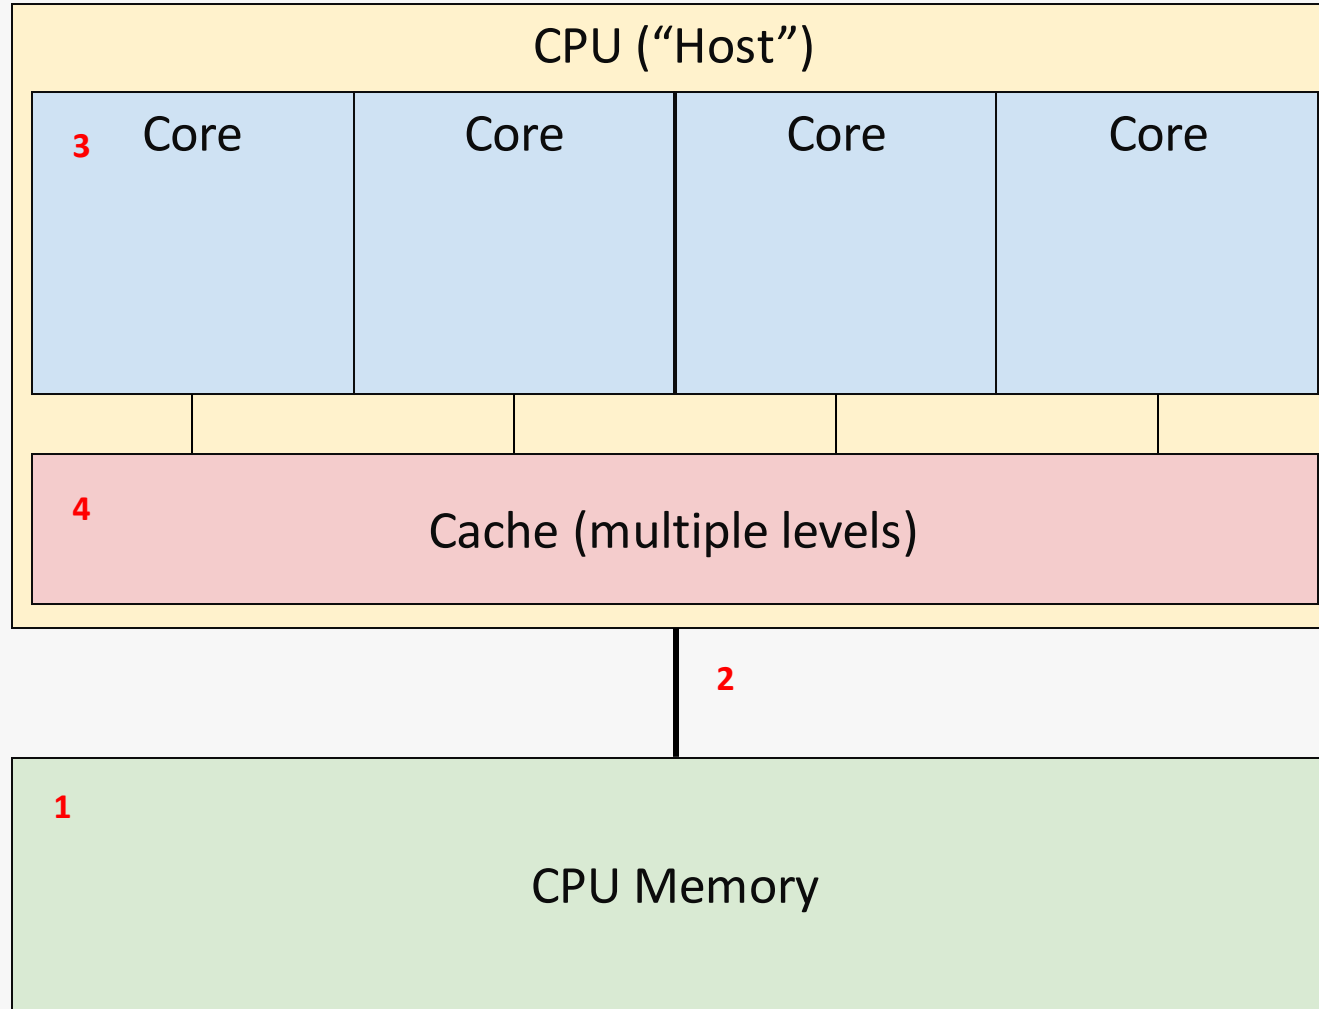 CPU (“Host”)
3
Core
Core
Core
Core
4
Cache (multiple levels)
2
1
CPU Memory